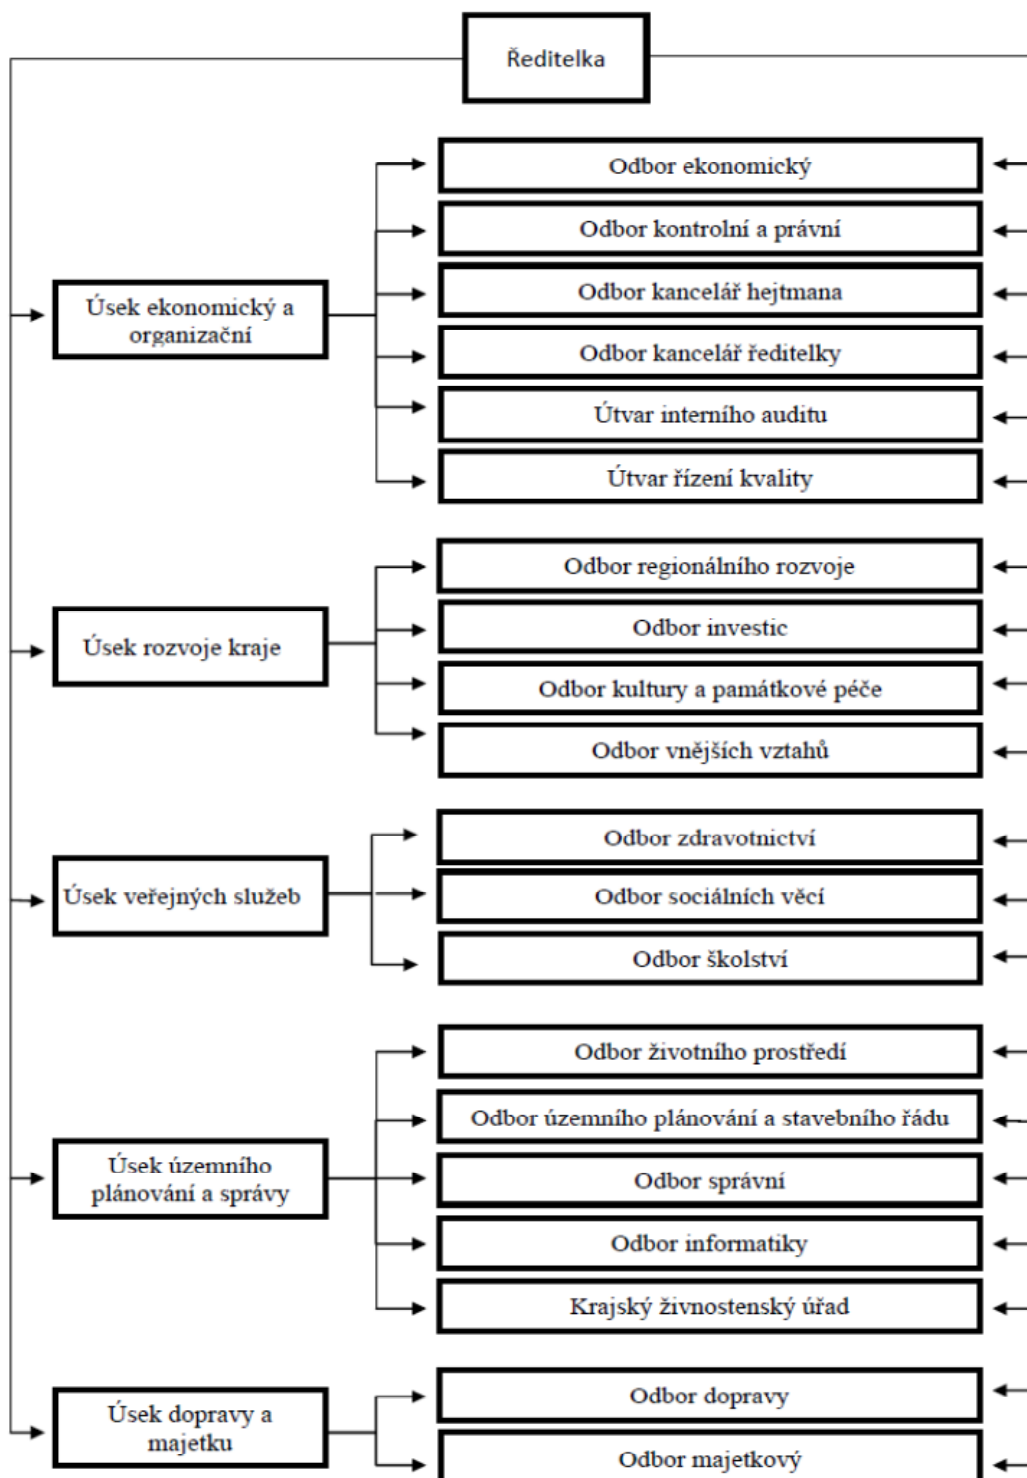 Ředitelka
Úsek ekonomický a
organizační
Odbor ekonomický
Odbor kontrolní a právní
Odbor kancelář hejtmana
Odbor kancelář ředitelky
Útvar interního auditu
Útvar řízení kvality
Úsek rozvoje kraje
Odbor regionálního rozvoje
Odbor investic
Odbor kultury a památkové péče
Odbor vnějších vztahů
Úsek veřejných služeb
Odbor zdravotnictví
Odbor sociálních věcí
Odbor školství
Úsek územního
plánování a správy
Odbor životního prostředí
Odbor územního plánování a stavebního řádu
Odbor správní
Odbor informatiky
Krajský živnostenský úřad
Úsek dopravy a
majetku
Odbor dopravy
Odbor majetkový